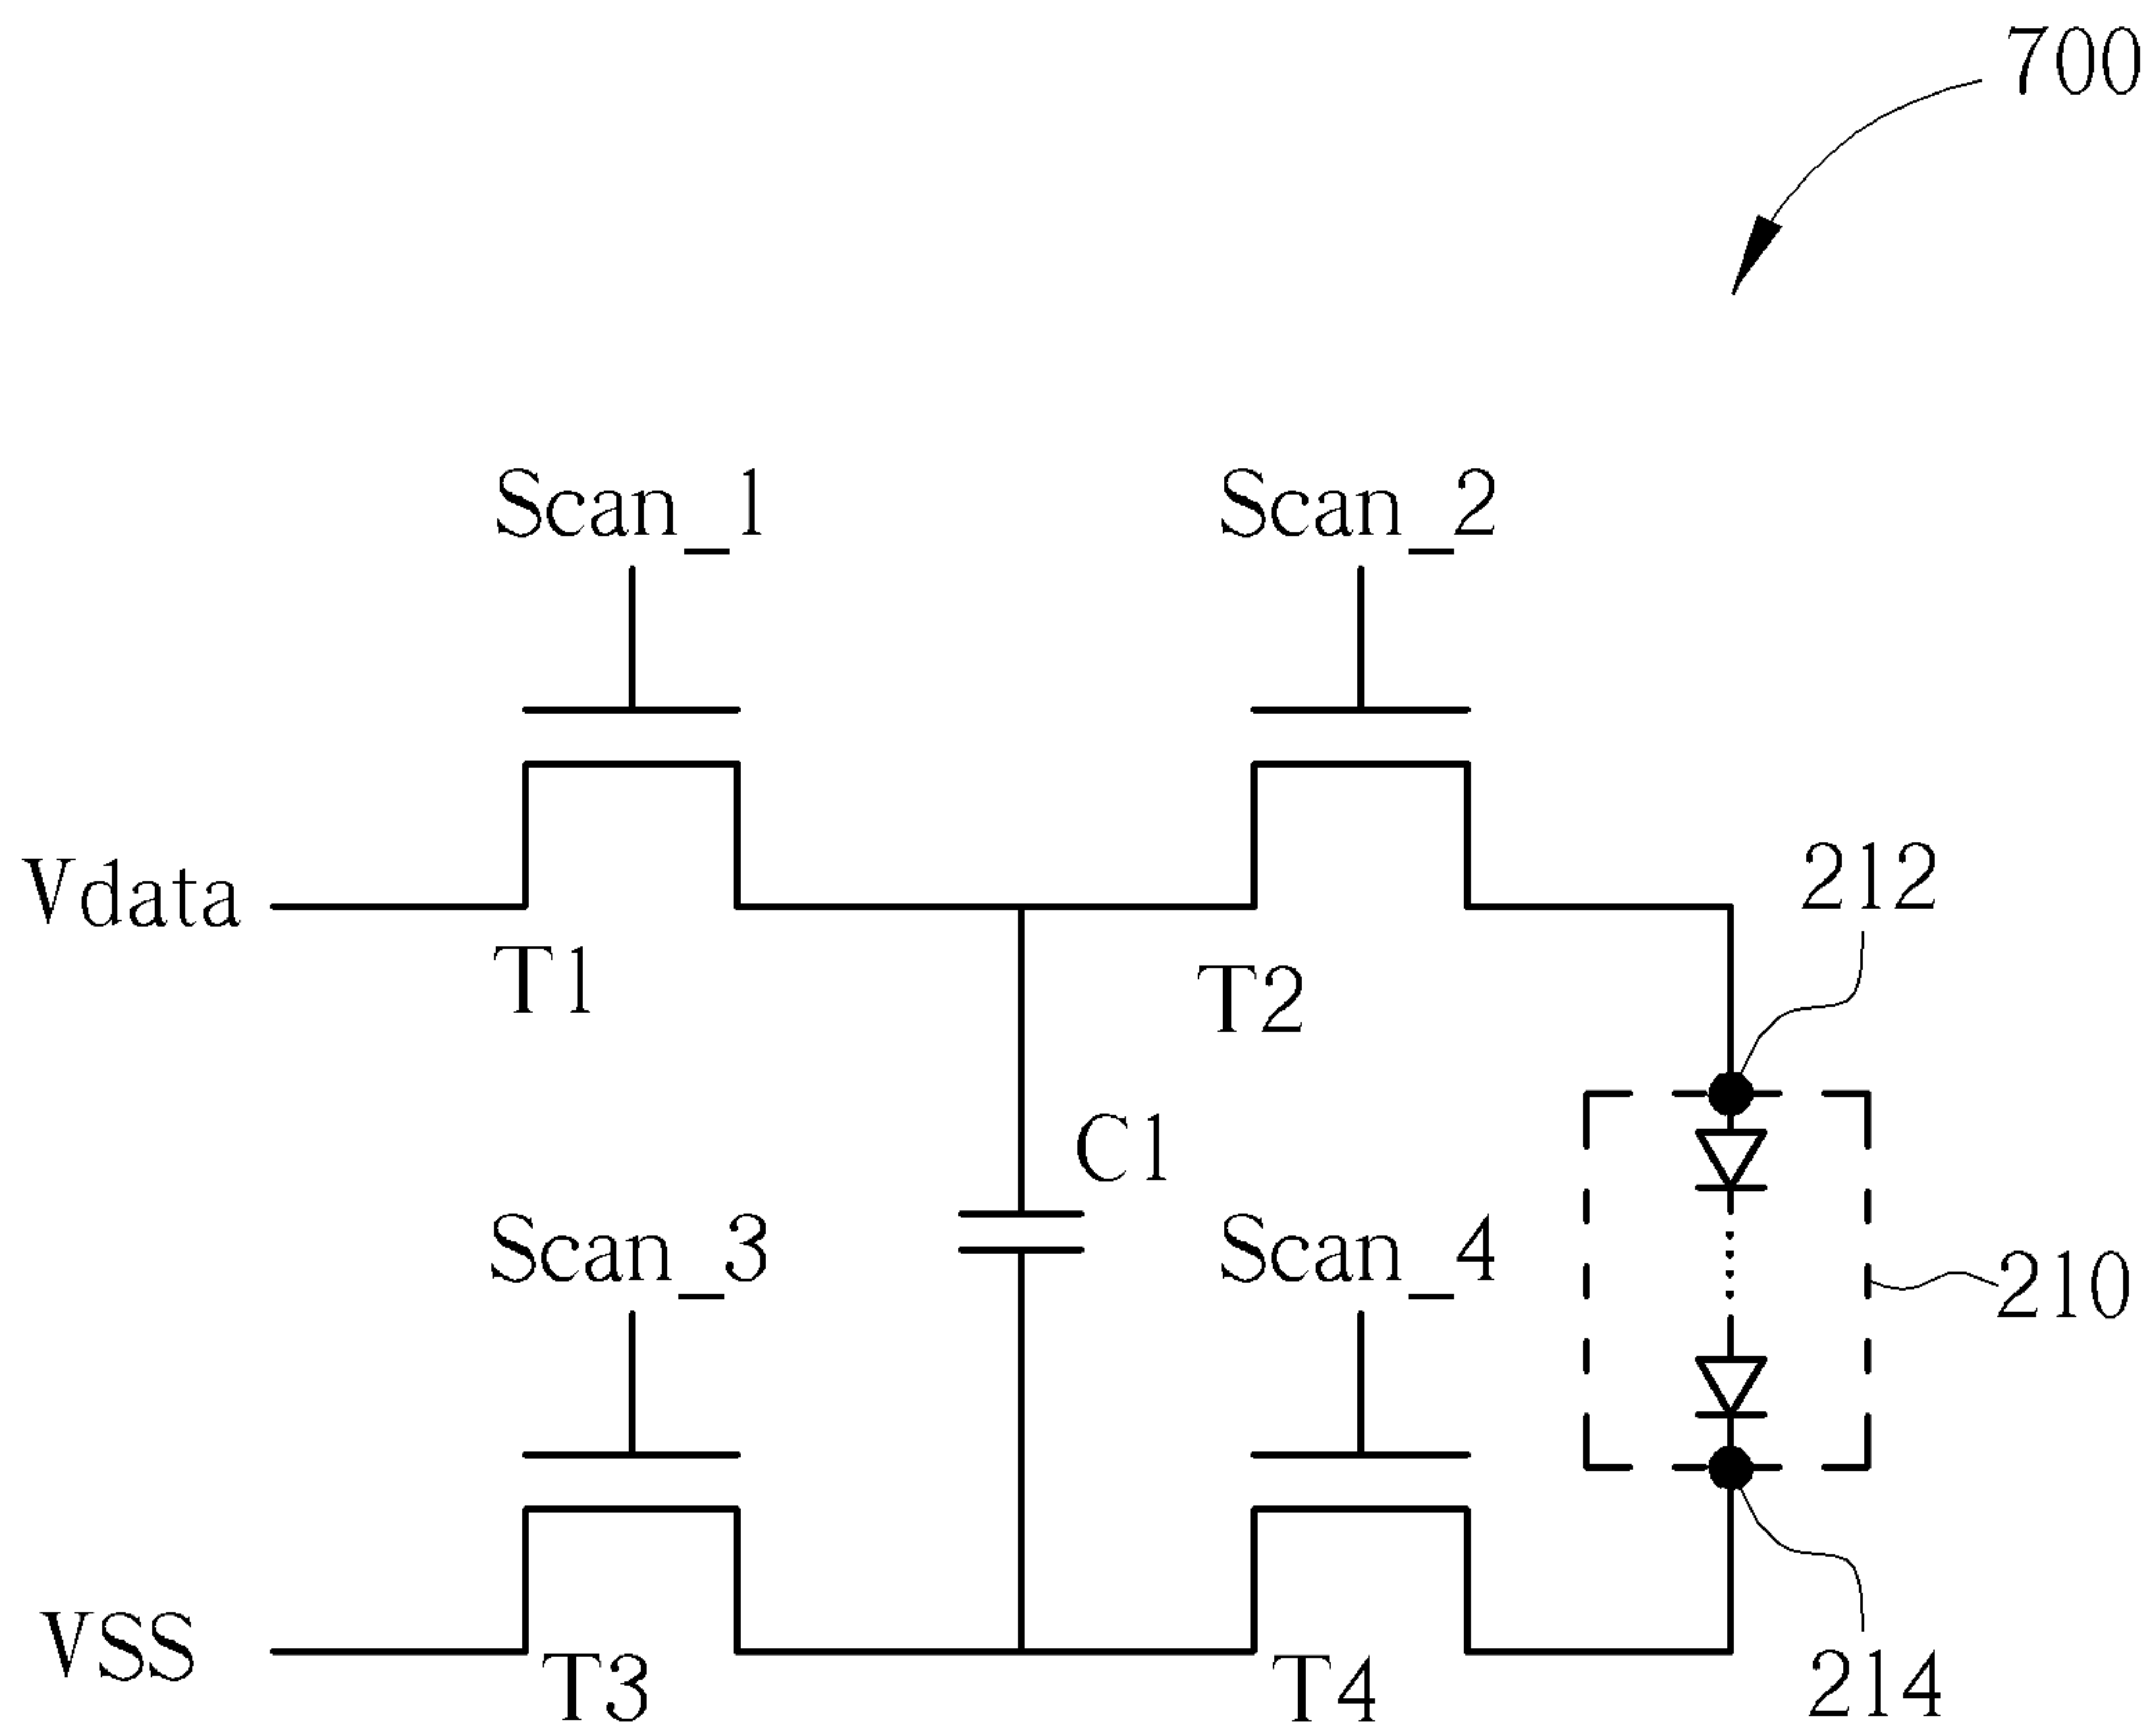 700
Scan_1
Scan_2
Vdata
T1
T2
212
C1
Scan_3
Scan_4
210
VSS
T3
T4
214